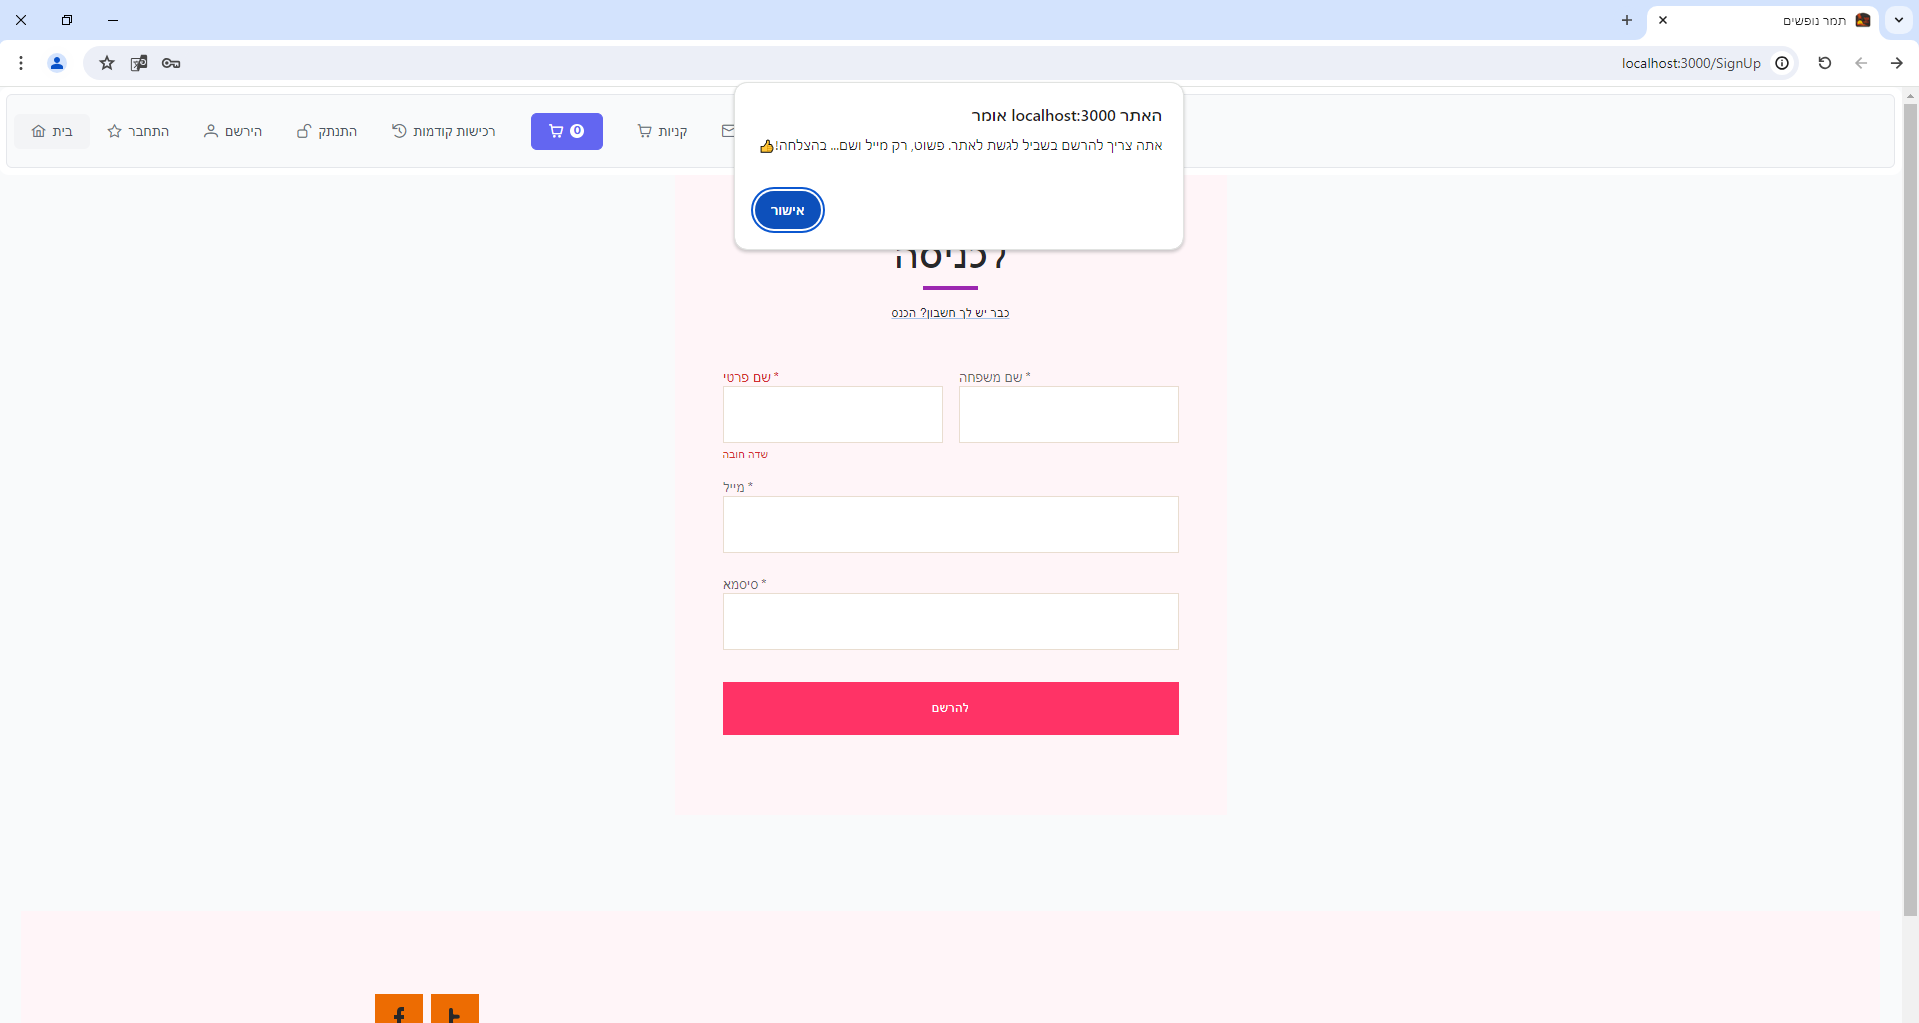 תמר נופשים
localhost:3000/SignUp
האתר localhost:3000 אומר
אתה צריך להרשם בשביל לגשת לאתר. פשוט, רק מייל ושם... בהצלחה!👍
אישור
בית
התחבר
הירשם
התנתק
רכישות קודמות
0
קניות
לכניסה
כבר יש לך חשבון? הכנס
שם פרטי *
שם משפחה *
שדה חובה
מייל *
סיסמא *
להרשם